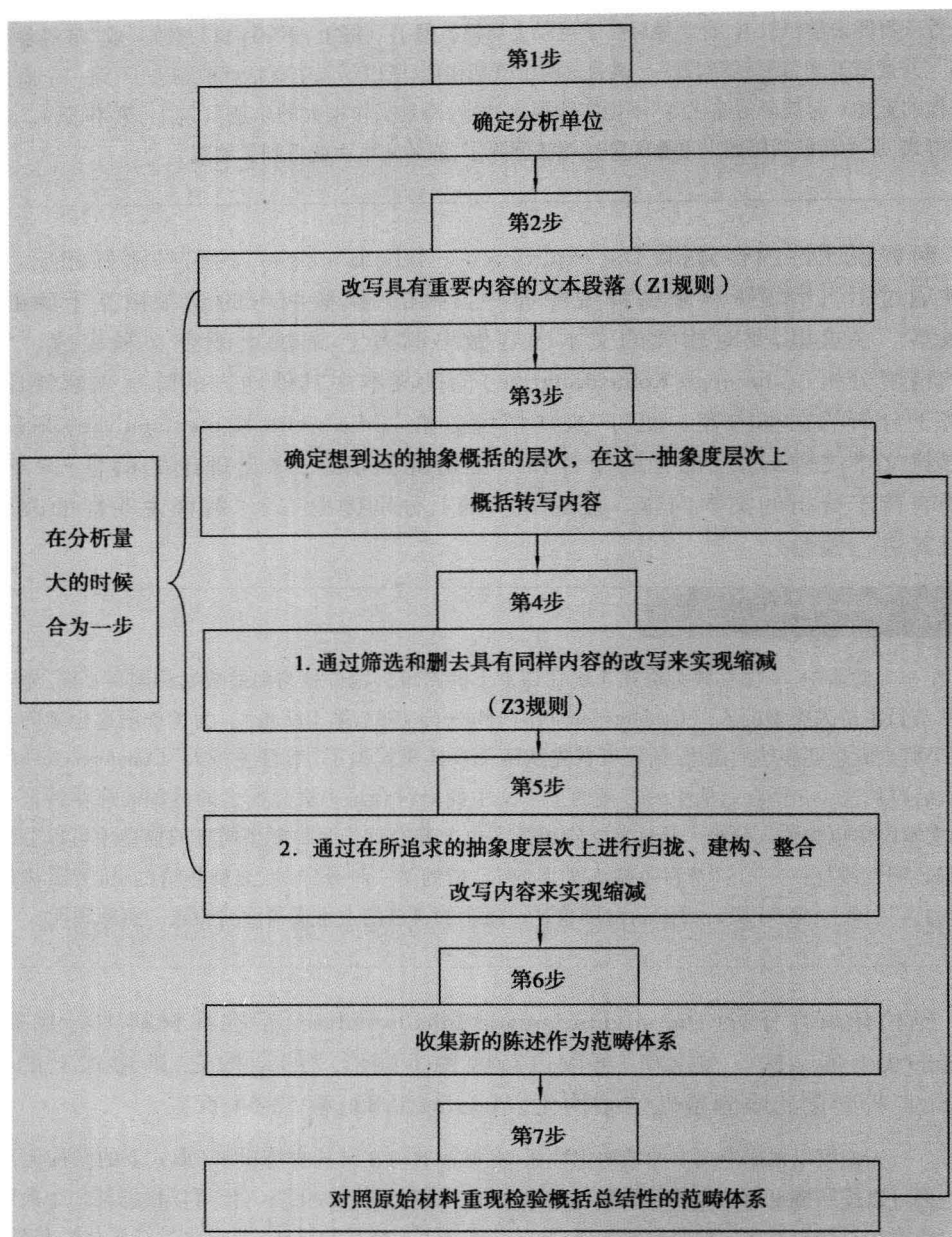 第1步
确定分析单位
第2步
改写具有重要内容的文本段落（Z1规则）
第3步
确定想到达的抽象概括的层次，在这一抽象度层次上
概括转写内容
在分析量
大的时候
合为一步
第4步
1. 通过筛选和删去具有同样内容的改写来实现缩减
（Z3规则）
第5步
2. 通过在所追求的抽象度层次上进行归拢、建构、整合
改写内容来实现缩减
第6步
收集新的陈述作为范畴体系
第7步
对照原始材料重现检验概括总结性的范畴体系